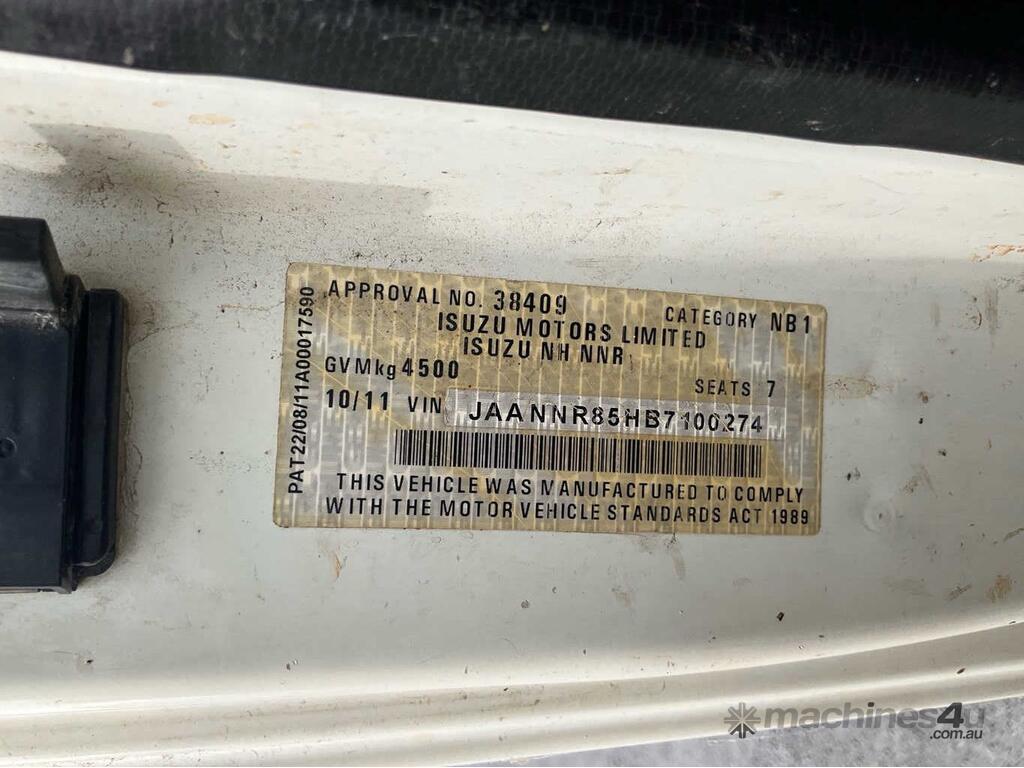 APPROVAL NO. 38409
CATEGORY NB1
ISUZU MOTORS LIMITED
ISUZU NH NNR
GVMkg 4500
SEATS 7
10/11 VIN JAANNR85HB7100274
THIS VEHICLE WAS MANUFACTURED TO COMPLY
WITH THE MOTOR VEHICLE STANDARDS ACT 1989
PAT22/08/11A00017590
machines4u
.com.au